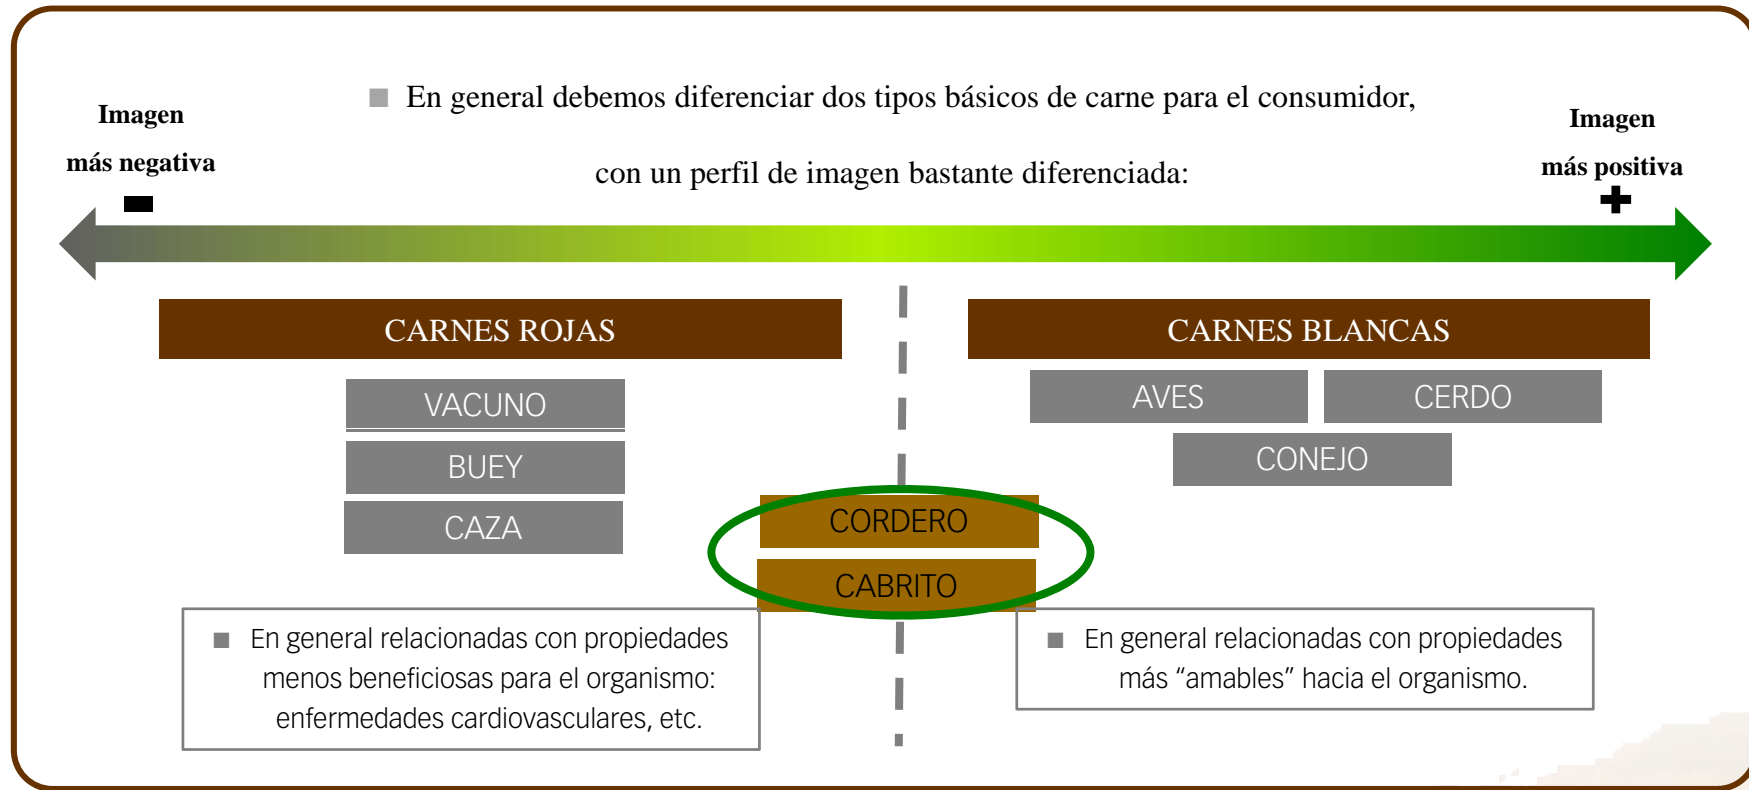 ■ En general debemos diferenciar dos tipos básicos de carne para el consumidor,
con un perfil de imagen bastante diferenciada:
Imagen
más negativa
Imagen
más positiva
CARNES ROJAS
VACUNO
BUEY
CAZA
CARNES BLANCAS
AVES
CERDO
CONEJO
CORDERO
CABRITO
■ En general relacionadas con propiedades
menos beneficiosas para el organismo:
enfermedades cardiovasculares, etc.
■ En general relacionadas con propiedades
más “amables” hacia el organismo.